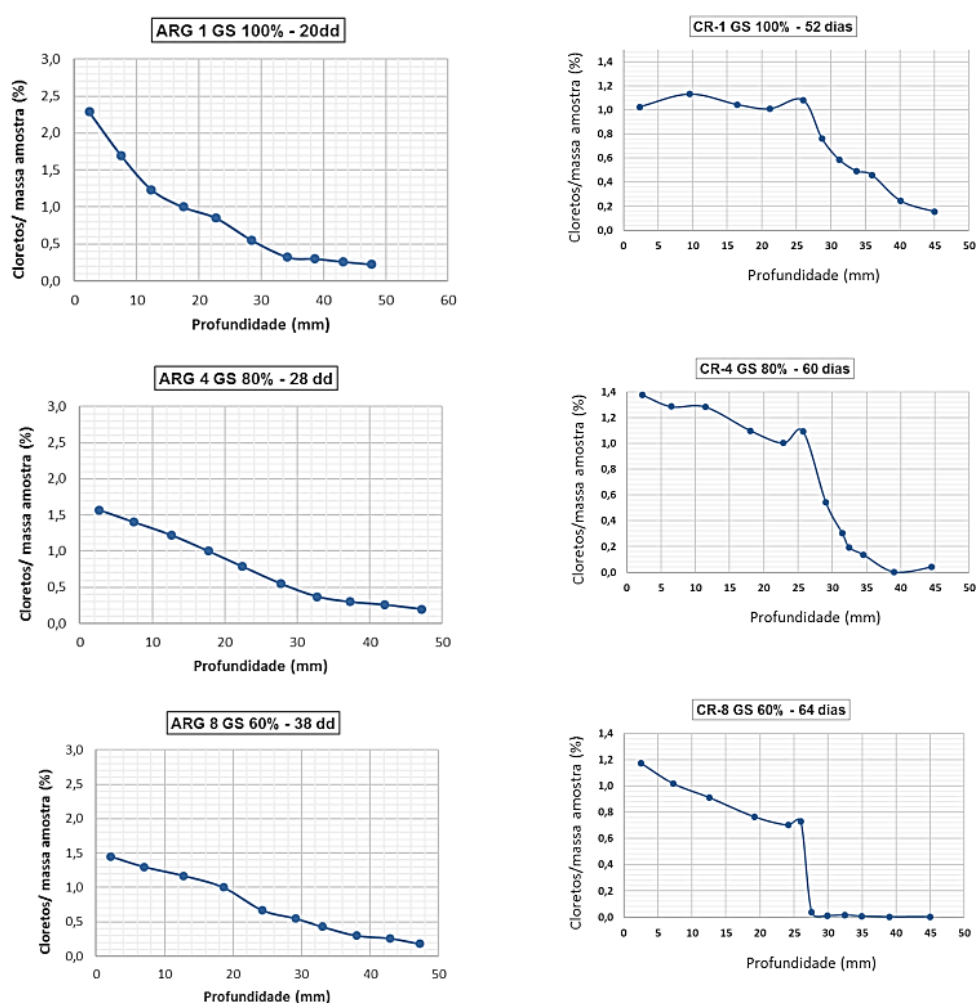 ARG 1 GS 100% - 20dd
Cloretos/ massa amostra (%)
3,0
2,5
2,0
1,5
1,0
0,5
0,0
0 10 20 30 40 50 60
Profundidade (mm)
CR-1 GS 100% - 52 dias
Cloretos/massa amostra (%)
1,4
1,2
1,0
0,8
0,6
0,4
0,2
0,0
0 5 10 15 20 25 30 35 40 45 50
Profundidade (mm)
ARG 4 GS 80% - 28 dd
Cloretos/ massa amostra (%)
3,0
2,5
2,0
1,5
1,0
0,5
0,0
0 10 20 30 40 50
Profundidade (mm)
CR-4 GS 80% - 60 dias
Cloretos/massa amostra (%)
1,4
1,2
1,0
0,8
0,6
0,4
0,2
0,0
0 5 10 15 20 25 30 35 40 45 50
Profundidade (mm)
ARG 8 GS 60% - 38 dd
Cloretos/ massa amostra (%)
3,0
2,5
2,0
1,5
1,0
0,5
0,0
0 10 20 30 40 50
Profundidade (mm)
CR-8 GS 60% - 64 dias
Cloretos/massa amostra (%)
1,4
1,2
1,0
0,8
0,6
0,4
0,2
0,0
0 5 10 15 20 25 30 35 40 45 50
Profundidade (mm)